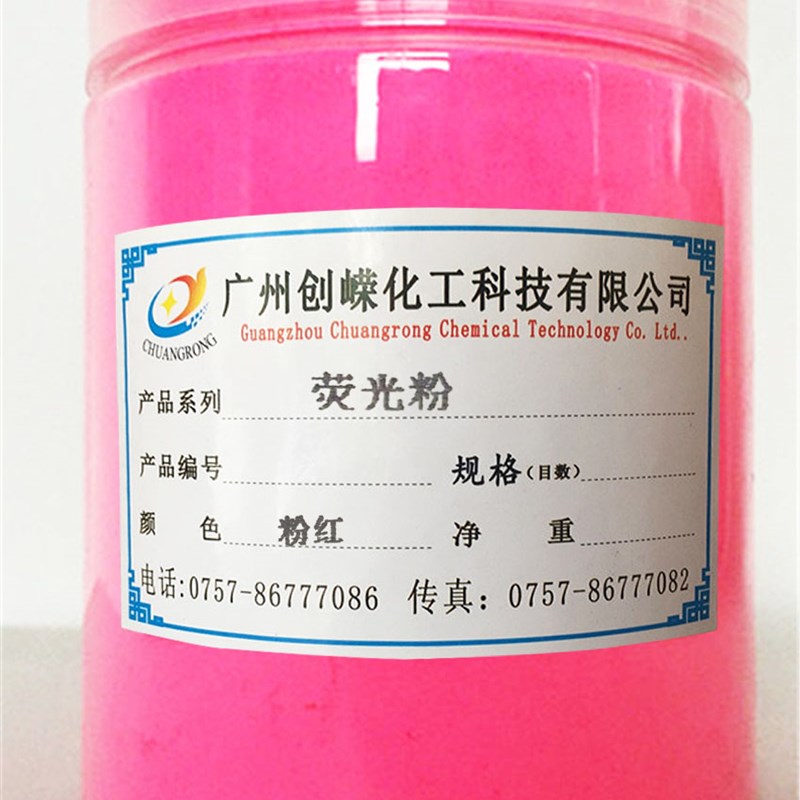 广州创嵘化工科技有限公司
Guangzhou Chuangrong Chemical Technology Co. Ltd..
CHUANGRONG
产品系列 荧光粉
产品编号 规格(目数)
颜 色 粉红 净 重
电话:0757-86777086 传真：0757-86777082